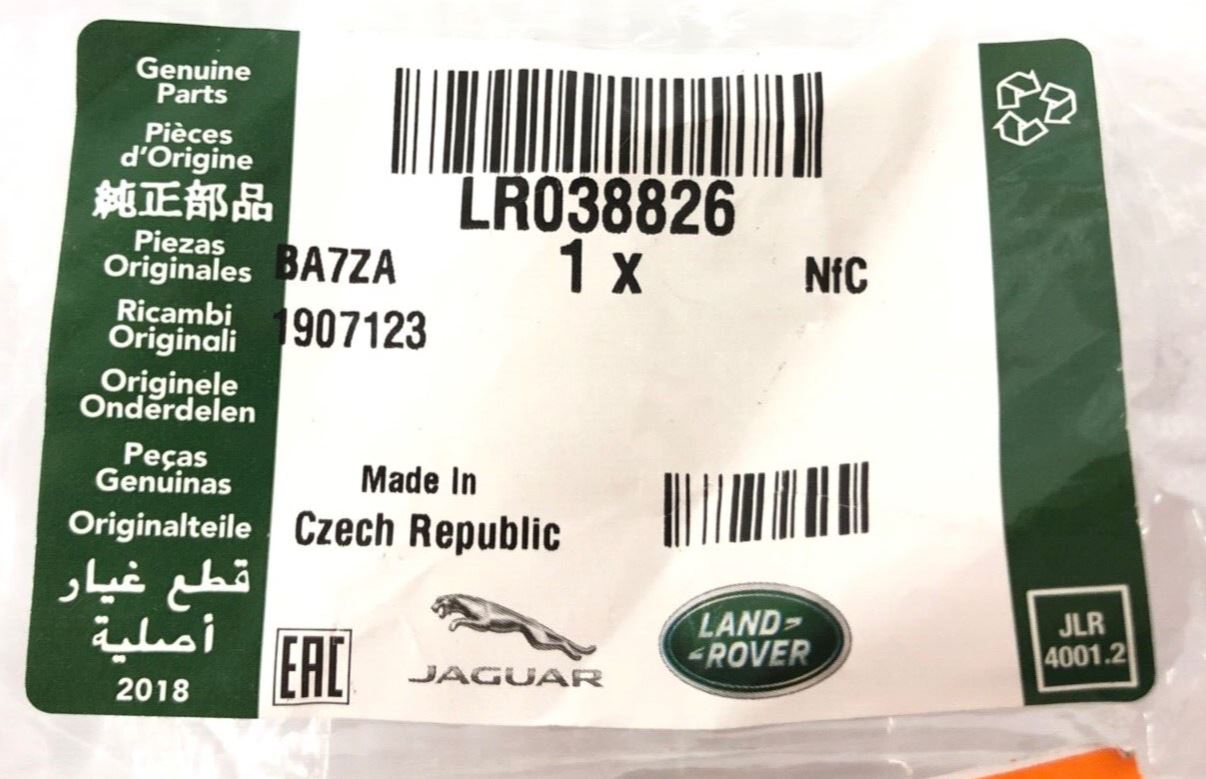 Genuine
Parts
Pièces
d'Origine
純正部品
Piezas
Originales
Ricambi
Originali
Originele
Onderdelen
Peças
Genuinas
Originalteile
قطع غيار
أصلية
2018
LR038826
BA7ZA
1 x
NfC
1907123
Made In
Czech Republic
EAC
JAGUAR
LAND-
-ROVER
JLR
4001.2